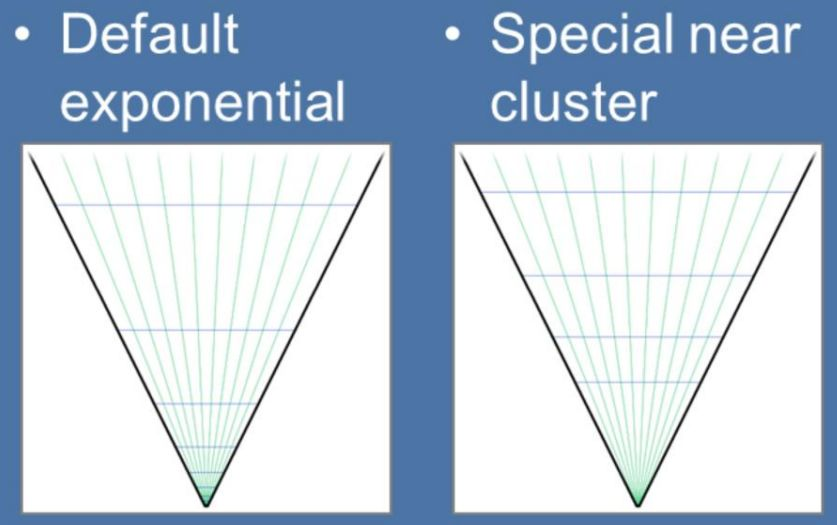 • Default
exponential
• Special near
cluster